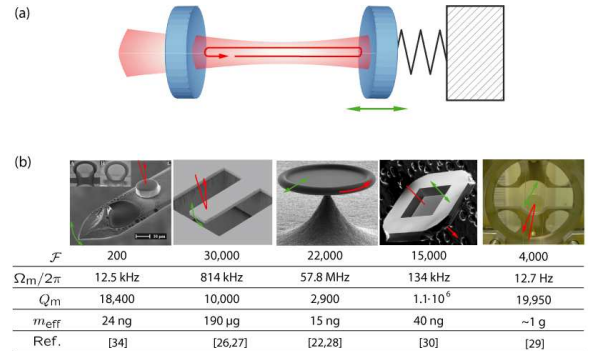 (a)
(b)
ℱ 200 30,000 22,000 15,000 4,000
Ωm/2π 12.5 kHz 814 kHz 57.8 MHz 134 kHz 12.7 Hz
Qm 18,400 10,000 2,900 1.1·10⁶ 19,950
meff 24 ng 190 µg 15 ng 40 ng ~1 g
Ref. [34] [26,27] [22,28] [30] [29]